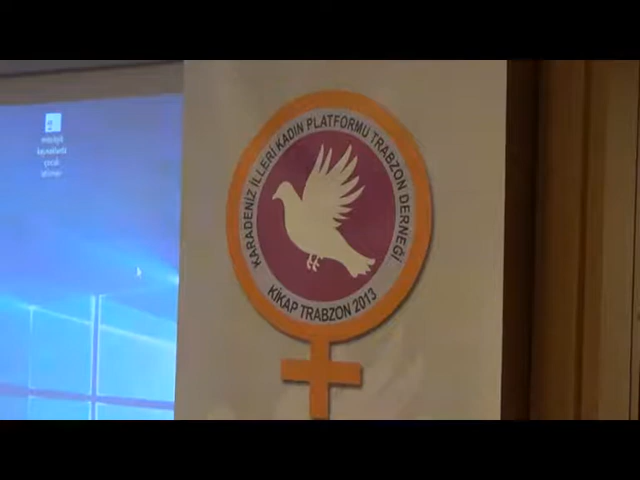 KARADENİZ İLLERİ KADIN PLATFORMU TRABZON DERNEĞİ
KİKAP TRABZON 2013